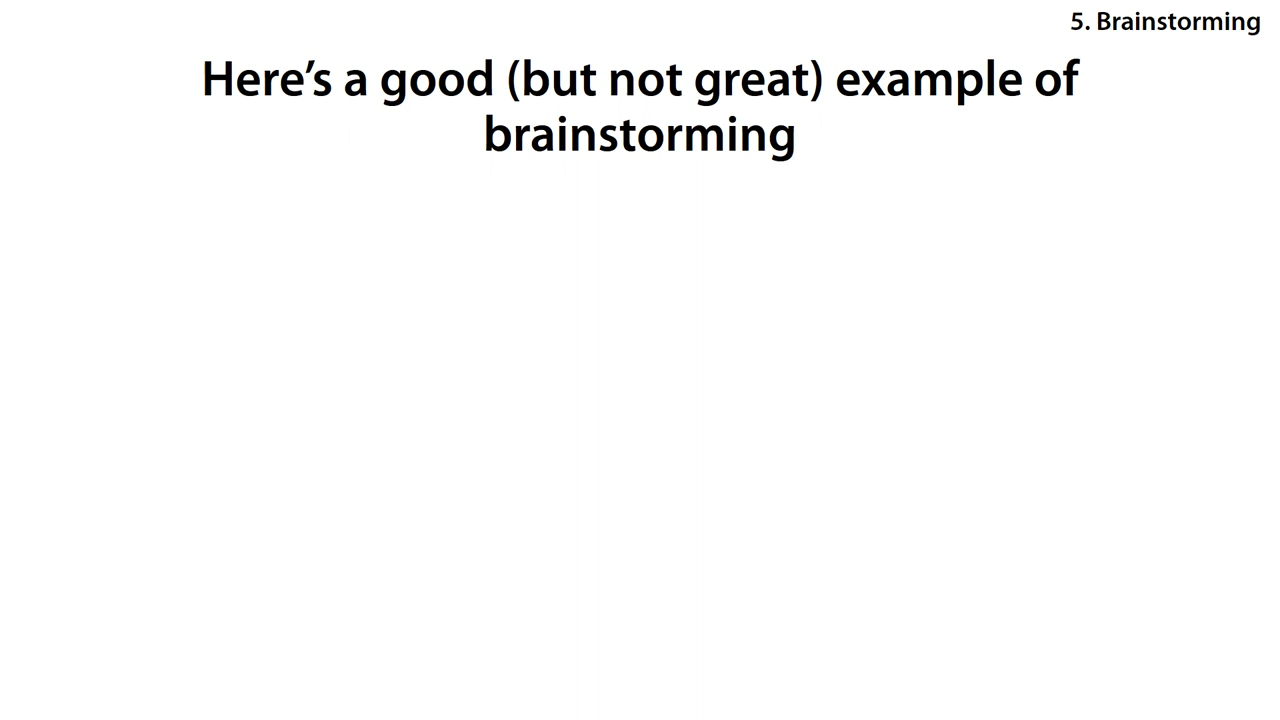 5. Brainstorming
Here’s a good (but not great) example of
brainstorming